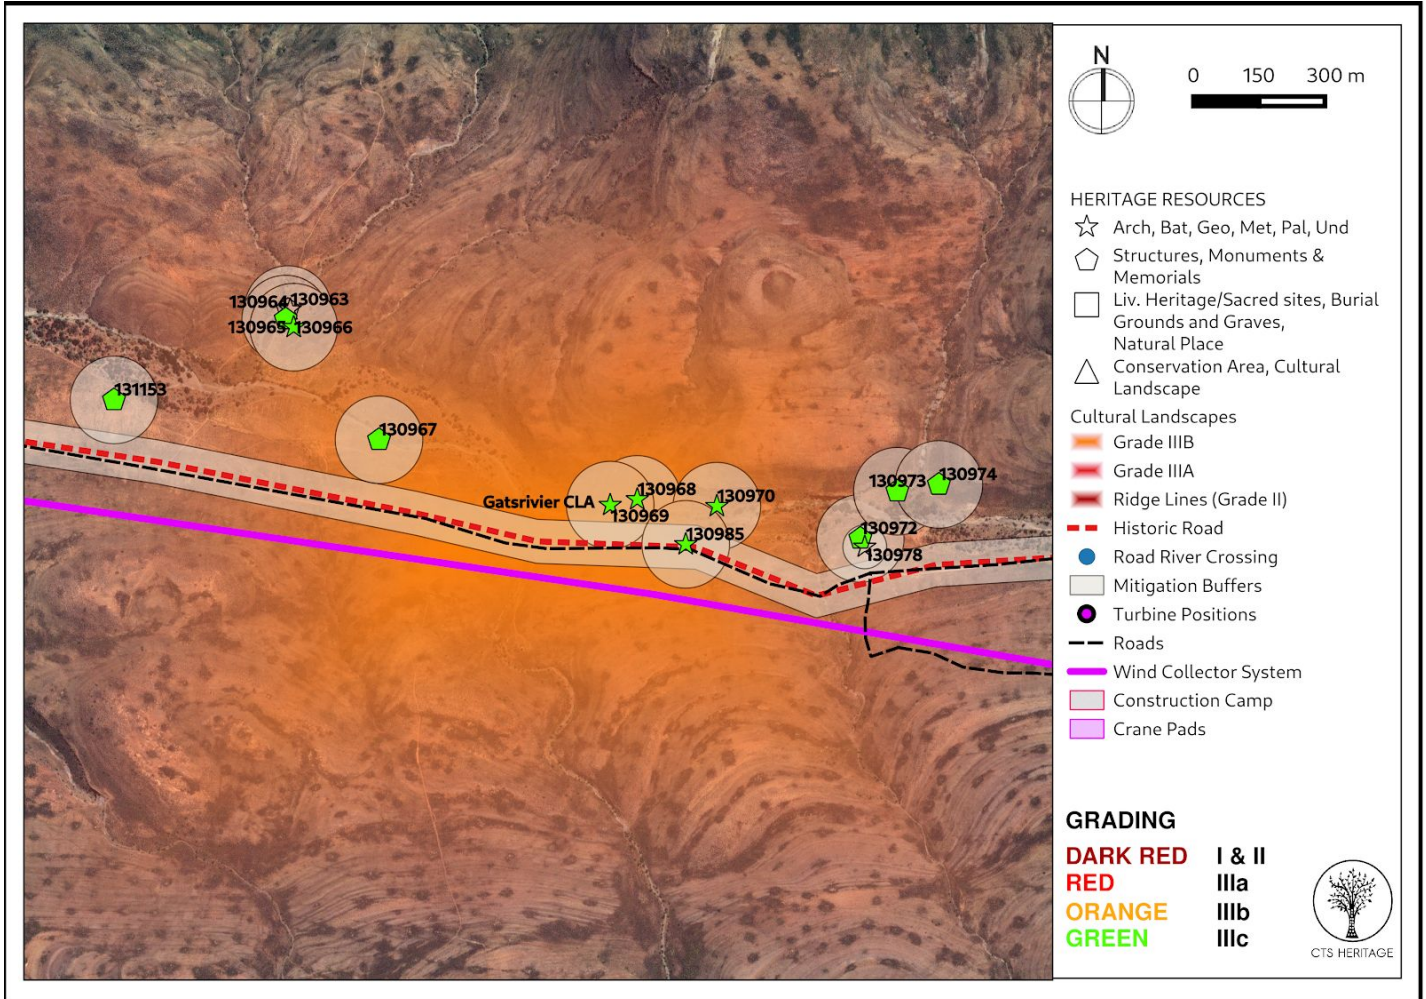 130964 130963
130965 130966
131153
130967
Gatsrivier CLA
130968
130969
130970
130985
130973
130974
130972
130978
N
0 150 300 m
HERITAGE RESOURCES
Arch, Bat, Geo, Met, Pal, Und
Structures, Monuments &
Memorials
Liv. Heritage/Sacred sites, Burial
Grounds and Graves,
Natural Place
Conservation Area, Cultural
Landscape
Cultural Landscapes
Grade IIIB
Grade IIIA
Ridge Lines (Grade II)
Historic Road
Road River Crossing
Mitigation Buffers
Turbine Positions
Roads
Wind Collector System
Construction Camp
Crane Pads
GRADING
DARK RED I & II
RED IIIa
ORANGE IIIb
GREEN IIIc
CTS HERITAGE